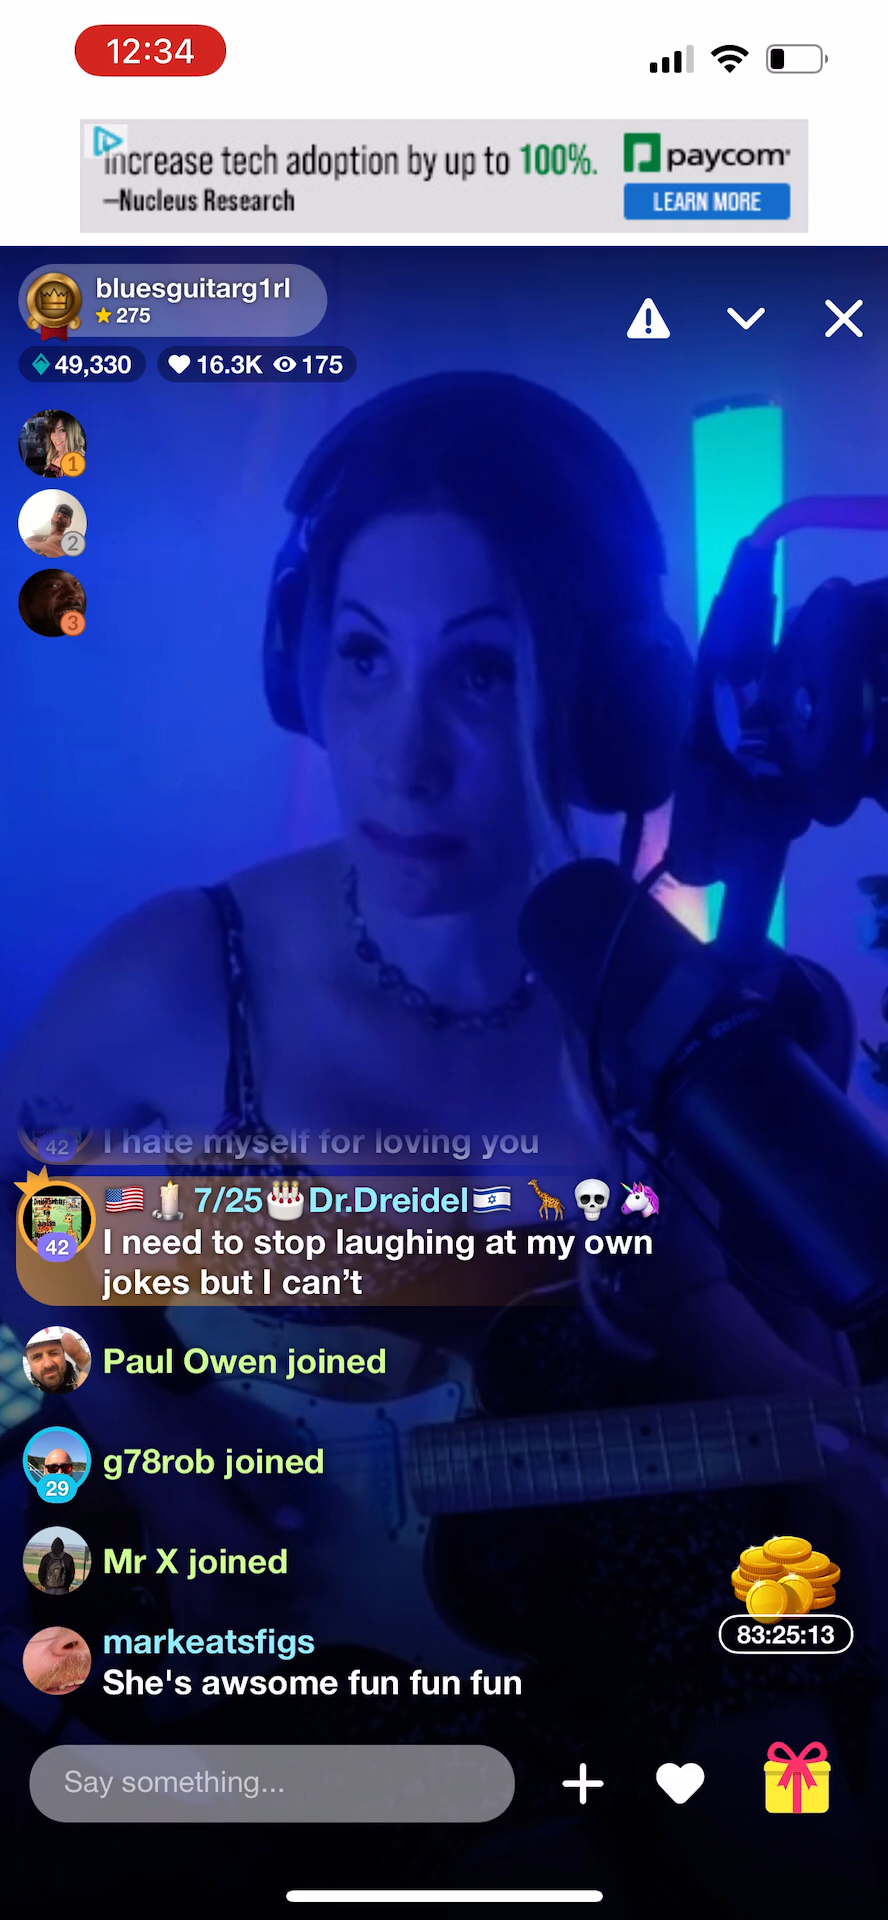 12:34
increase tech adoption by up to 100%.
–Nucleus Research
paycom
LEARN MORE
bluesguitarg1rl
275
49,330 16.3K 175
1
2
3
42 I hate myself for loving you
7/25 Dr.Dreidel
42 I need to stop laughing at my own
jokes but I can't
Paul Owen joined
g78rob joined
29
Mr X joined
83:25:13
markeatsfigs
She's awsome fun fun fun
Say something...